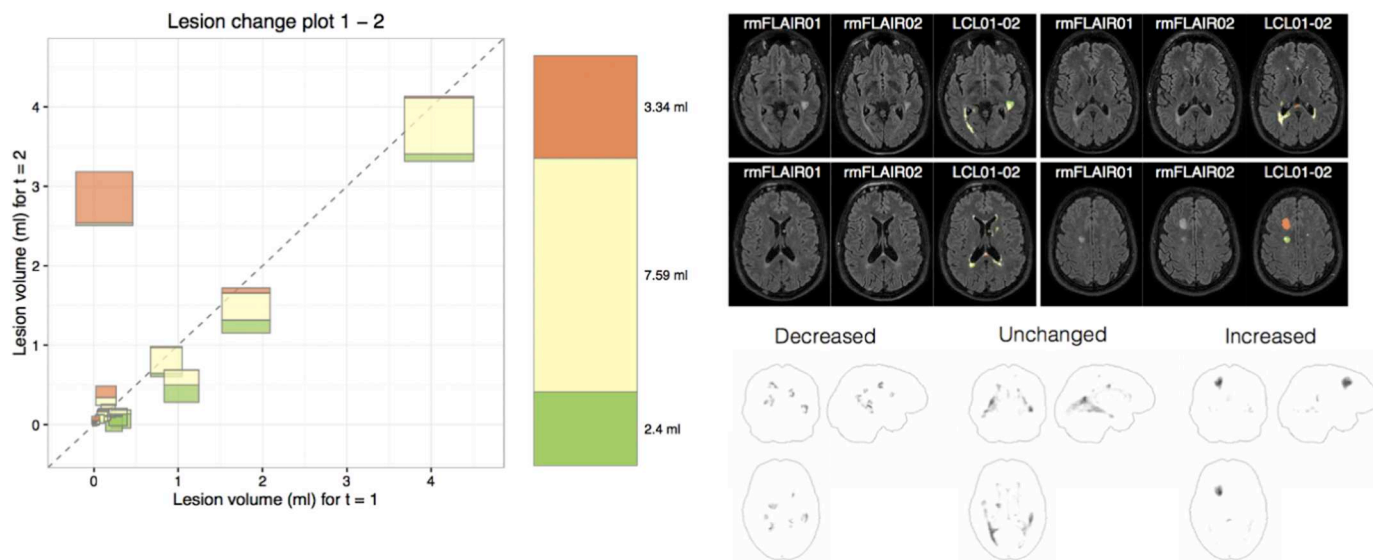 Lesion change plot 1 – 2
Lesion volume (ml) for t = 2
4
3
2
1
0
0 1 2 3 4
Lesion volume (ml) for t = 1
3.34 ml
7.59 ml
2.4 ml
rmFLAIR01 rmFLAIR02 LCL01-02 rmFLAIR01 rmFLAIR02 LCL01-02
rmFLAIR01 rmFLAIR02 LCL01-02 rmFLAIR01 rmFLAIR02 LCL01-02
Decreased Unchanged Increased